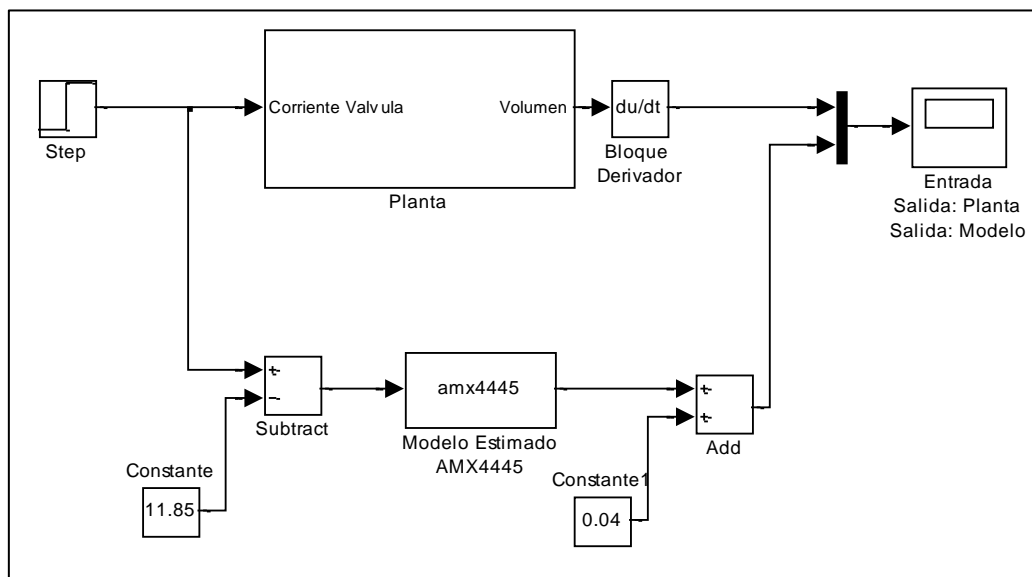 Corriente Valvula
Volumen
du/dt
Step
Bloque
Derivador
Planta
Entrada
Salida: Planta
Salida: Modelo
+
−
amx4445
+
+
Subtract
Modelo Estimado
AMX4445
Add
Constante
11.85
Constante1
0.04